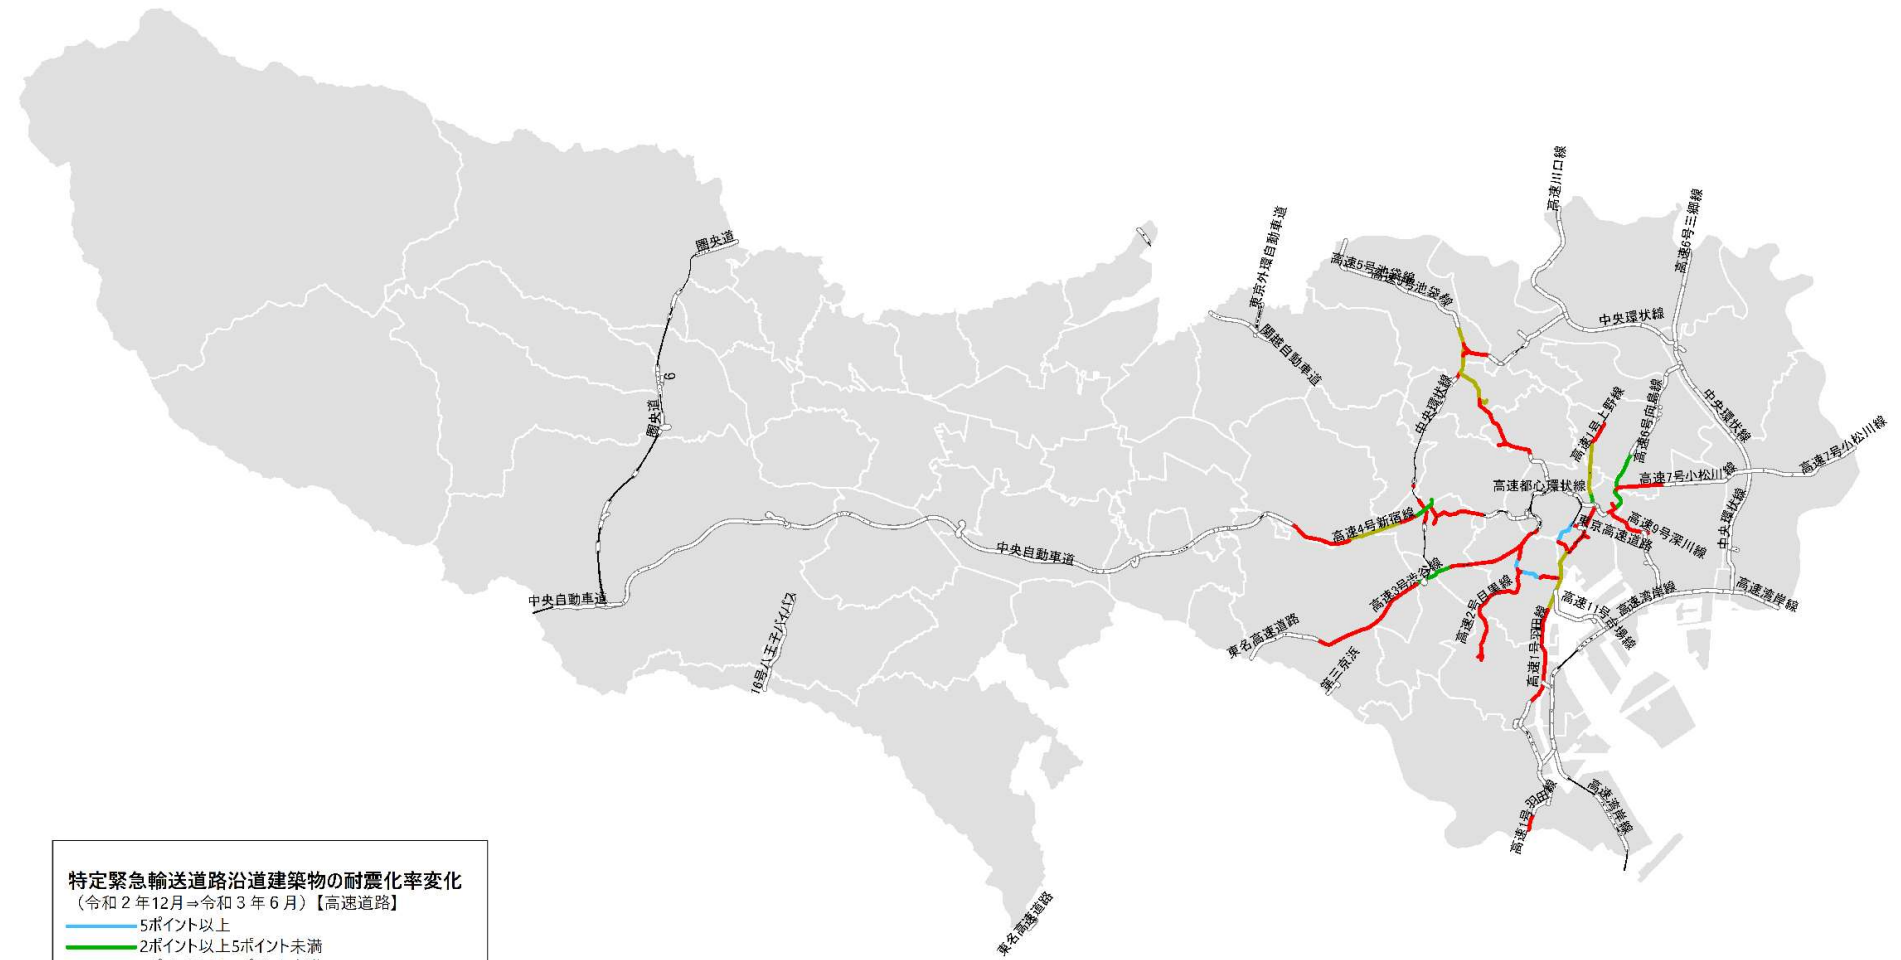 高速川口線
高速6号三郷線
東京外環自動車道
圏央道
高速5号池袋線
高速5号池袋線
中央環状線
関越自動車道
6
圏央道
中央環状線
高速1号上野線
高速6号向島線
中央環状線
高速7号小松川線
高速7号小松川線
高速都心環状線
高速4号新宿線
東京高速道路
高速9号深川線
中央環状線
中央自動車道
中央自動車道
16号八王子バイパス
高速3号渋谷線
高速2号目黒線
高速11号台場線
高速湾岸線
高速湾岸線
東名高速道路
第三京浜
高速1号羽田線
高速1号羽田線
高速湾岸線
東名高速道路
特定緊急輸送道路沿道建築物の耐震化率変化
（令和２年12月⇒令和３年６月）【高速道路】
5ポイント以上
2ポイント以上5ポイント未満